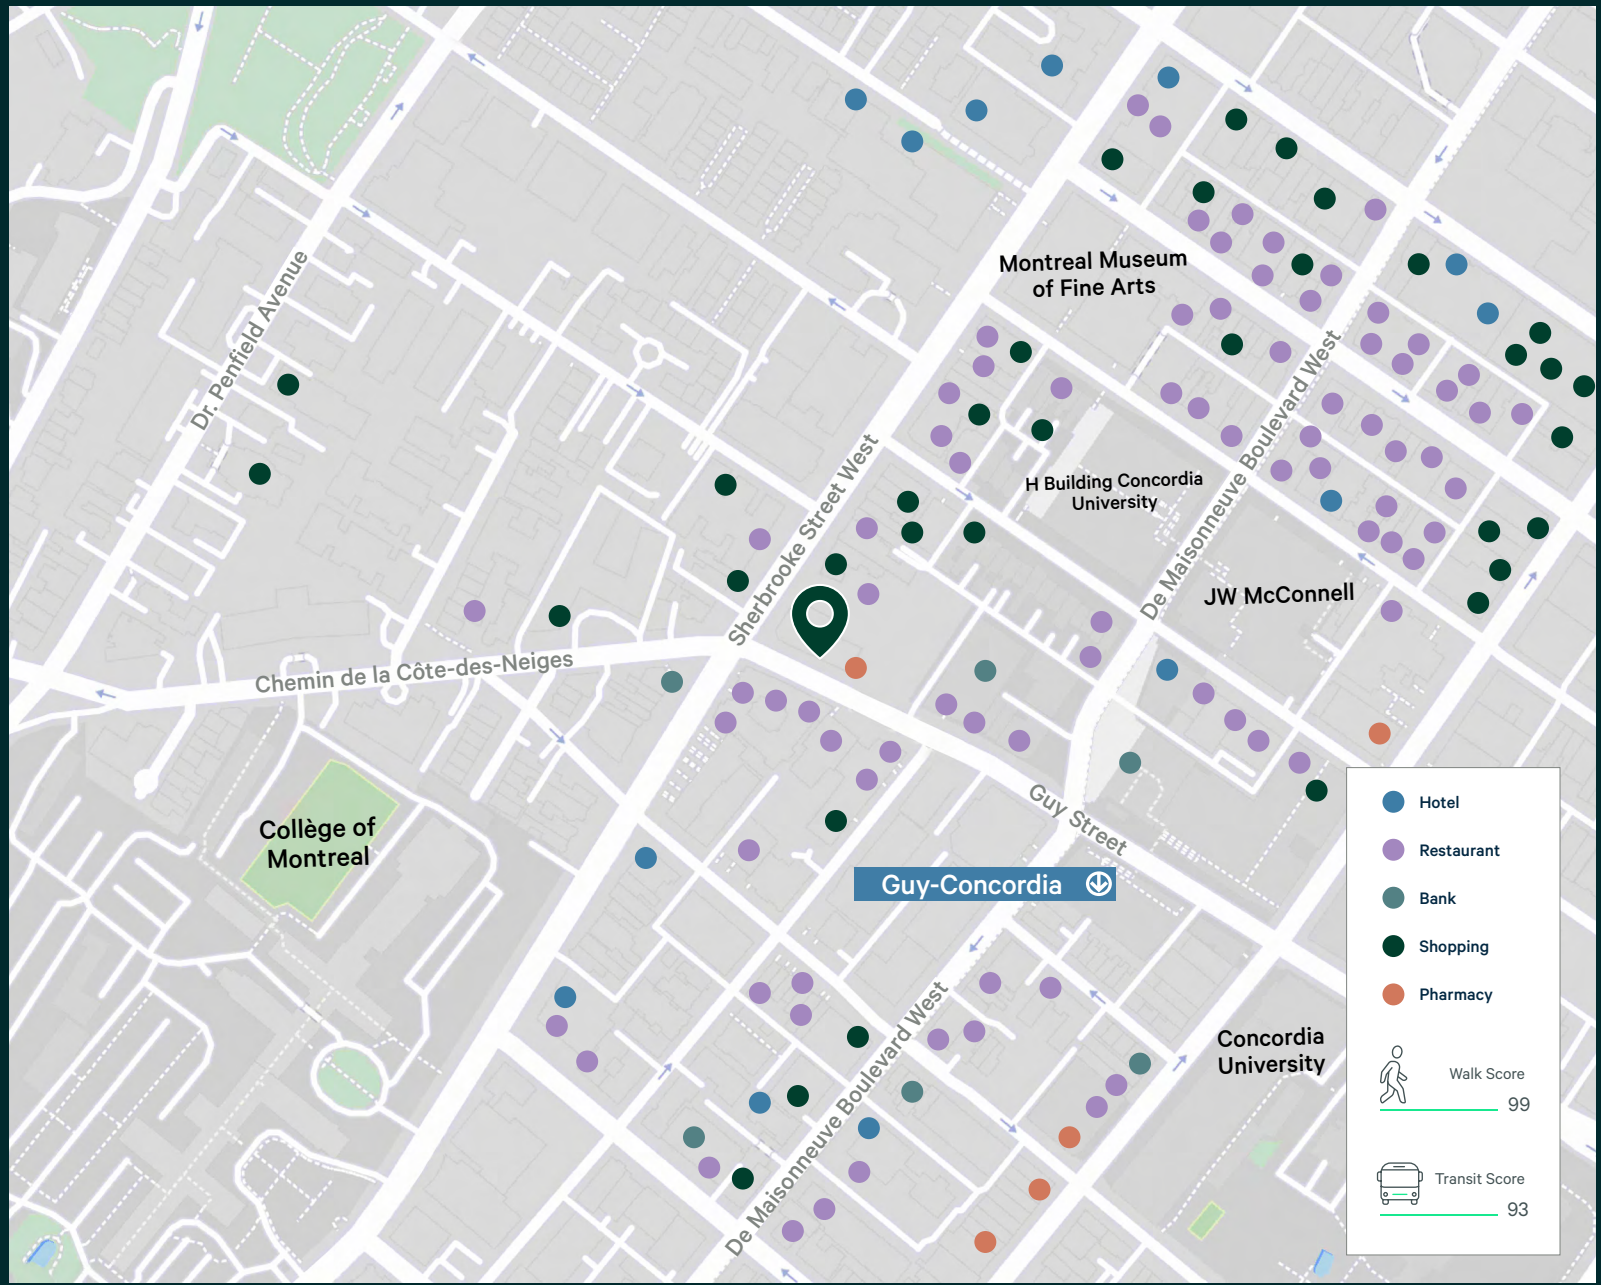 Montreal Museum
of Fine Arts
Dr. Penfield Avenue
De Maisonneuve Boulevard West
Sherbrooke Street West
H Building Concordia
University
JW McConnell
Chemin de la Côte-des-Neiges
Guy Street
Collège of
Montreal
Guy-Concordia
De Maisonneuve Boulevard West
Concordia
University
Hotel
Restaurant
Bank
Shopping
Pharmacy
Walk Score
99
Transit Score
93